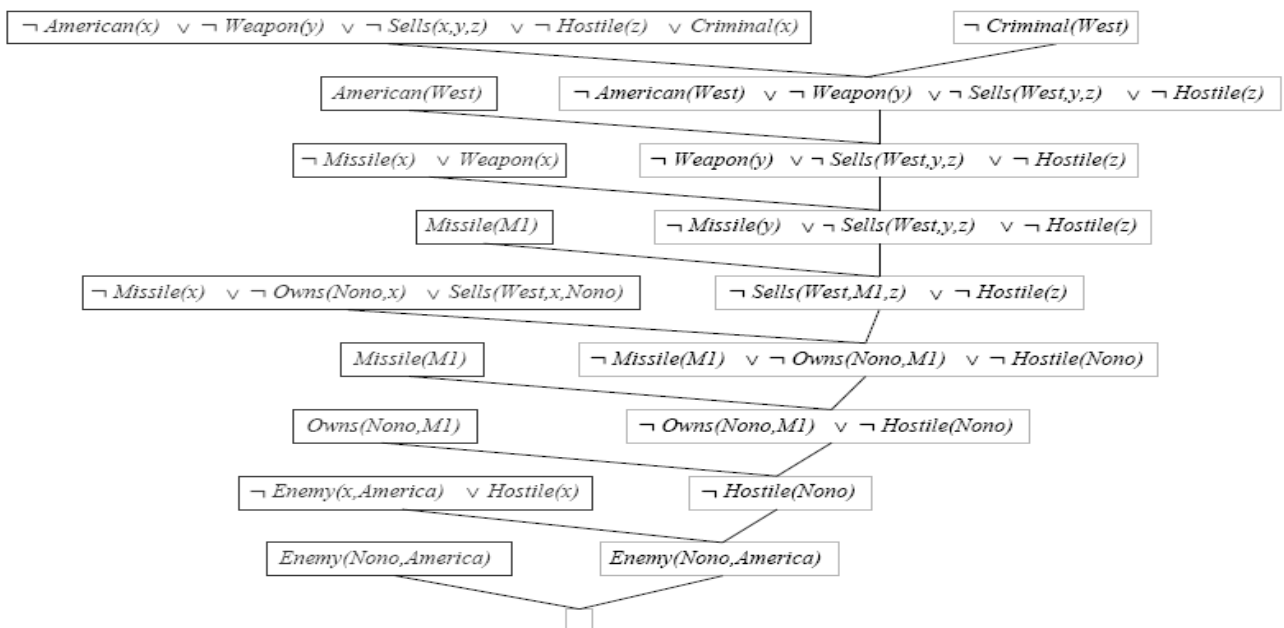 ¬ American(x) ∨ ¬ Weapon(y) ∨ ¬ Sells(x,y,z) ∨ ¬ Hostile(z) ∨ Criminal(x) ¬ Criminal(West)
American(West) ¬ American(West) ∨ ¬ Weapon(y) ∨ ¬ Sells(West,y,z) ∨ ¬ Hostile(z)
¬ Missile(x) ∨ Weapon(x) ¬ Weapon(y) ∨ ¬ Sells(West,y,z) ∨ ¬ Hostile(z)
Missile(M1) ¬ Missile(y) ∨ ¬ Sells(West,y,z) ∨ ¬ Hostile(z)
¬ Missile(x) ∨ ¬ Owns(Nono,x) ∨ Sells(West,x,Nono) ¬ Sells(West,M1,z) ∨ ¬ Hostile(z)
Missile(M1) ¬ Missile(M1) ∨ ¬ Owns(Nono,M1) ∨ ¬ Hostile(Nono)
Owns(Nono,M1) ¬ Owns(Nono,M1) ∨ ¬ Hostile(Nono)
¬ Enemy(x,America) ∨ Hostile(x) ¬ Hostile(Nono)
Enemy(Nono,America) Enemy(Nono,America)